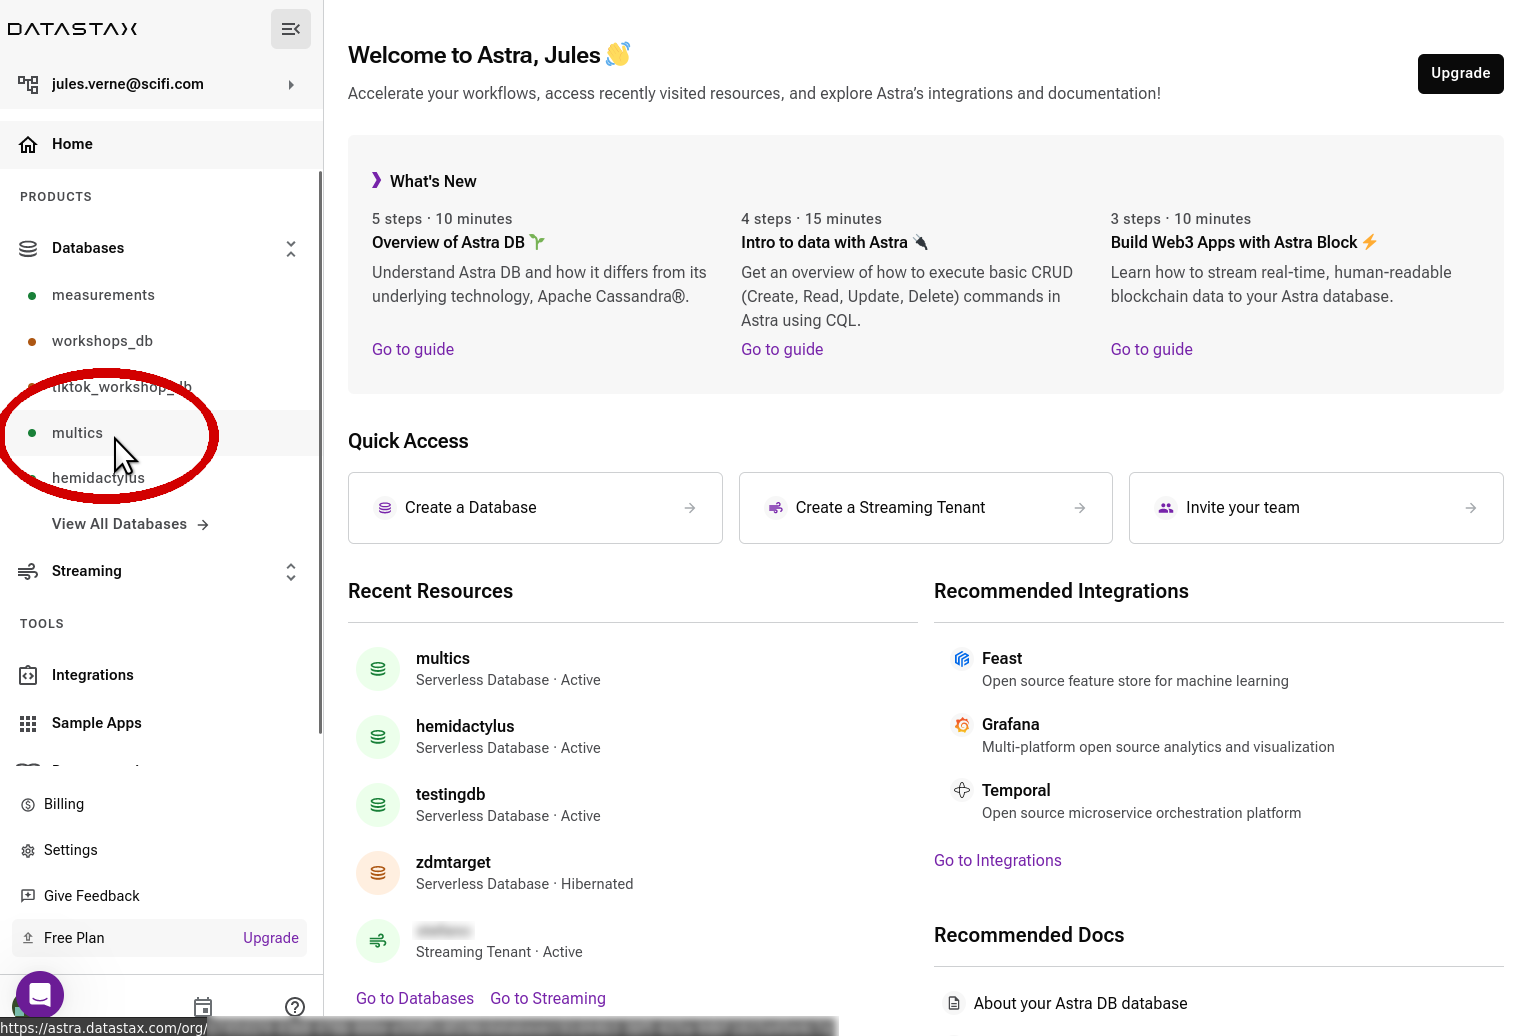 DATASTAX
jules.verne@scifi.com
Home
PRODUCTS
Databases
measurements
workshops_db
tiktok_workshop_db
multics
hemidactylus
View All Databases →
Streaming
TOOLS
Integrations
Sample Apps
Billing
Settings
Give Feedback
Free Plan Upgrade
https://astra.datastax.com/org/
Welcome to Astra, Jules 👋
Accelerate your workflows, access recently visited resources, and explore Astra's integrations and documentation!
Upgrade
What's New
5 steps · 10 minutes
Overview of Astra DB 🌱
Understand Astra DB and how it differs from its
underlying technology, Apache Cassandra®.
Go to guide
4 steps · 15 minutes
Intro to data with Astra 🔌
Get an overview of how to execute basic CRUD
(Create, Read, Update, Delete) commands in
Astra using CQL.
Go to guide
3 steps · 10 minutes
Build Web3 Apps with Astra Block ⚡
Learn how to stream real-time, human-readable
blockchain data to your Astra database.
Go to guide
Quick Access
Create a Database →
Create a Streaming Tenant →
Invite your team →
Recent Resources
multics
Serverless Database · Active
hemidactylus
Serverless Database · Active
testingdb
Serverless Database · Active
zdmtarget
Serverless Database · Hibernated
Streaming Tenant · Active
Go to Databases Go to Streaming
Recommended Integrations
Feast
Open source feature store for machine learning
Grafana
Multi-platform open source analytics and visualization
Temporal
Open source microservice orchestration platform
Go to Integrations
Recommended Docs
About your Astra DB database